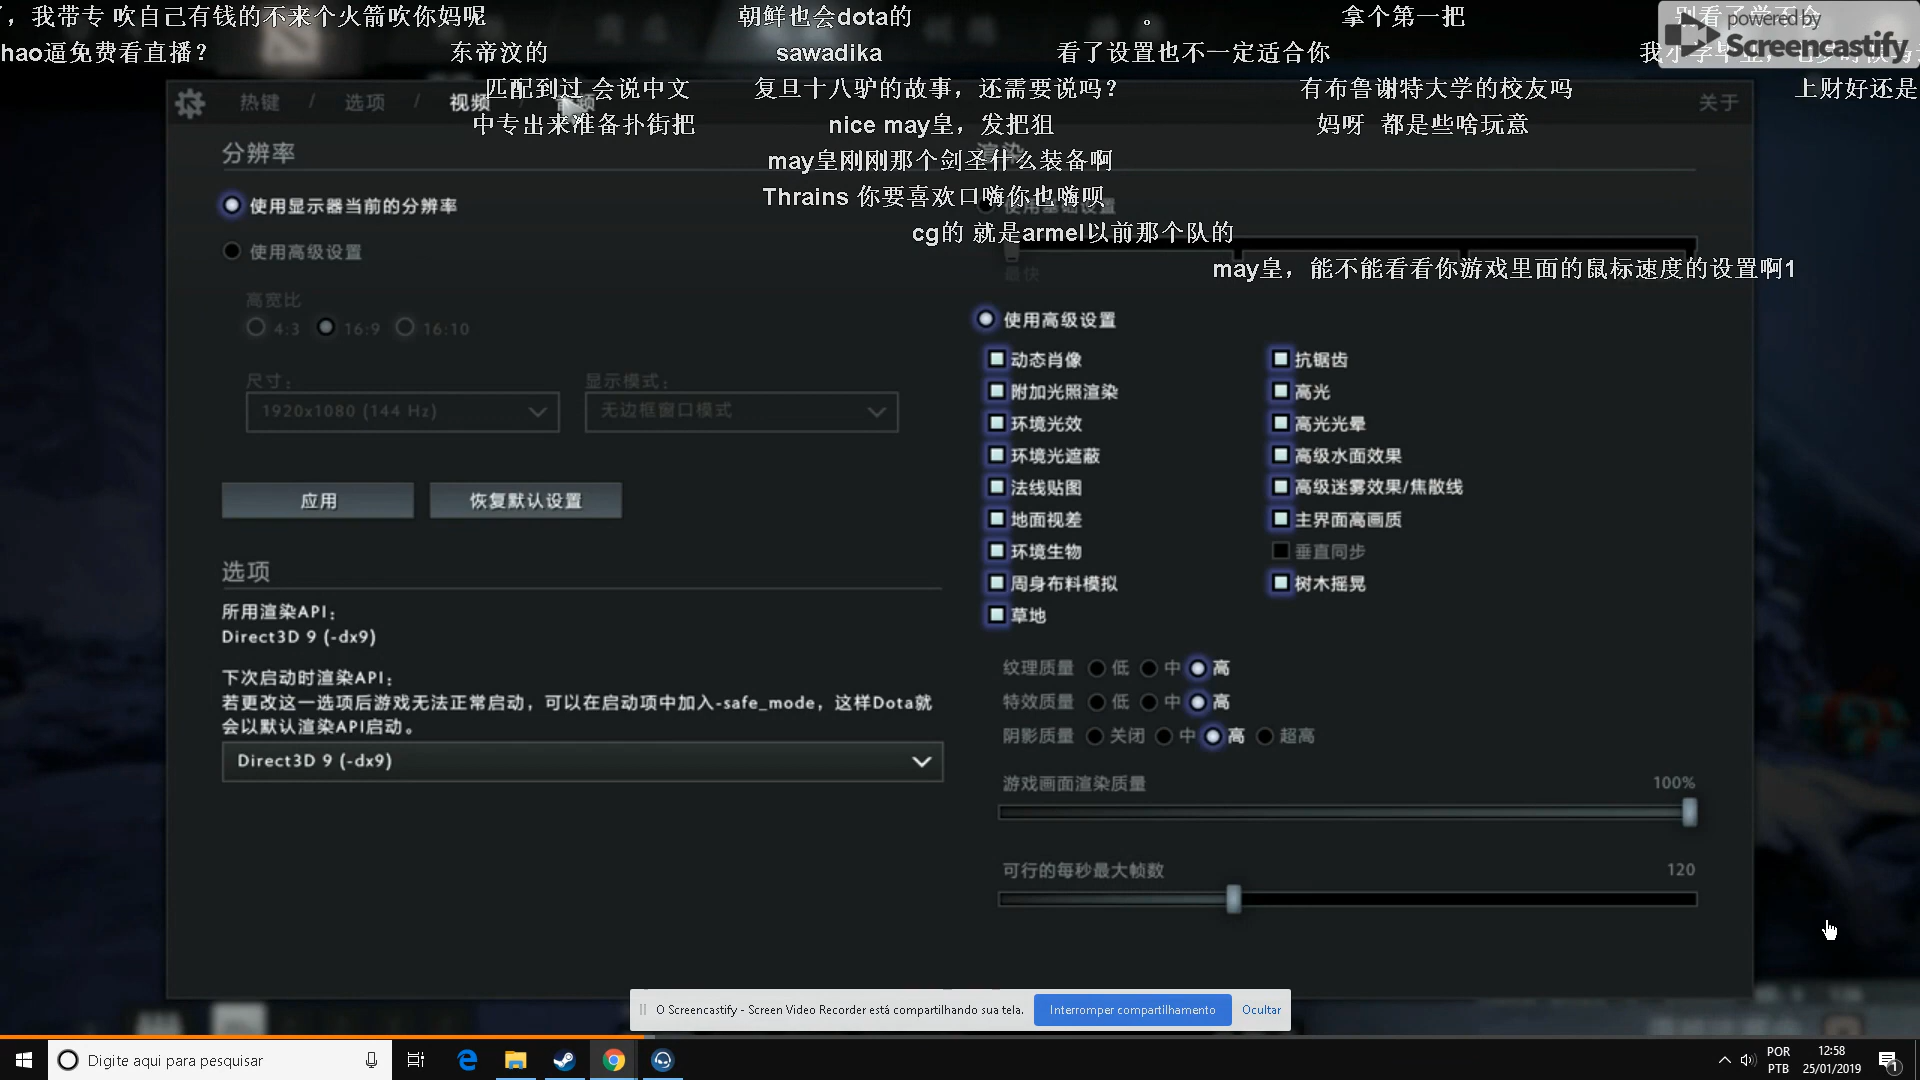 ，我带专 吹自己有钱的不来个火箭吹你妈呢
朝鲜也会dota的
。
拿个第一把
别看了学不会
powered by
Screencastify
hao逼免费看直播？
东帝汶的
sawadika
看了设置也不一定适合你
匹配到过 会说中文
复旦十八驴的故事，还需要说吗？
有布鲁谢特大学的校友吗
上财好还是
热键 / 选项 / 视频 / 音频
关于
中专出来准备扑街把
nice may皇，发把狙
妈呀 都是些啥玩意
分辨率
渲染
may皇刚刚那个剑圣什么装备啊
Thrains 你要喜欢口嗨你也嗨呗
使用显示器当前的分辨率
使用基础设置
cg的 就是armel以前那个队的
使用高级设置
may皇，能不能看看你游戏里面的鼠标速度的设置啊1
最快
高宽比
4:3 16:9 16:10
尺寸：
显示模式：
1920x1080 (144 Hz)
无边框窗口模式
应用
恢复默认设置
选项
所用渲染API：
Direct3D 9 (-dx9)
下次启动时渲染API：
若更改这一选项后游戏无法正常启动，可以在启动项中加入-safe_mode，这样Dota就
会以默认渲染API启动。
Direct3D 9 (-dx9)
使用高级设置
动态肖像
抗锯齿
附加光照渲染
高光
环境光效
高光光晕
环境光遮蔽
高级水面效果
法线贴图
高级迷雾效果/焦散线
地面视差
主界面高画质
环境生物
垂直同步
周身布料模拟
树木摇晃
草地
纹理质量 低 中 高
特效质量 低 中 高
阴影质量 关闭 中 高 超高
游戏画面渲染质量
100%
可行的每秒最大帧数
120
O Screencastify - Screen Video Recorder está compartilhando sua tela.
Interromper compartilhamento
Ocultar
Digite aqui para pesquisar
POR
PTB
12:58
25/01/2019
1